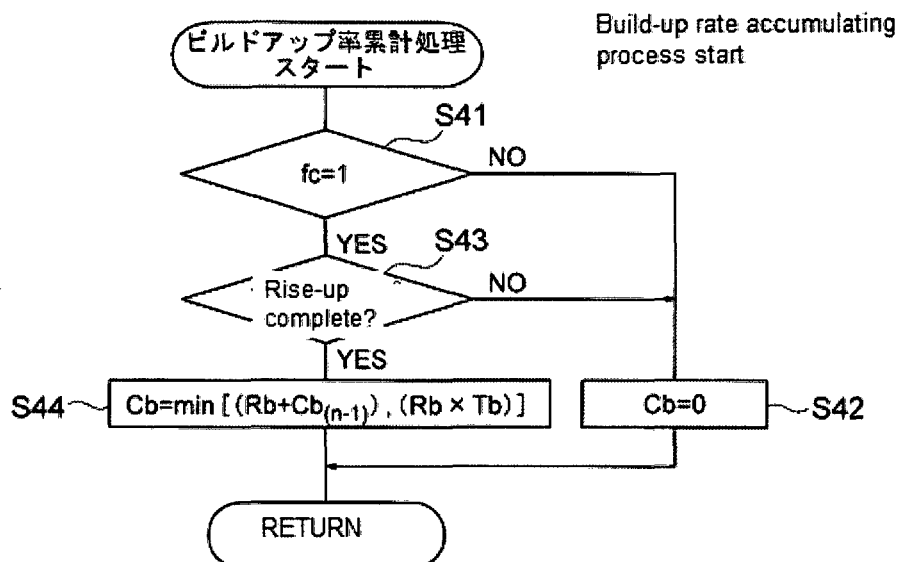 ビルドアップ率累計処理
スタート
Build-up rate accumulating
process start
S41
fc=1
NO
YES
S43
Rise-up
complete?
NO
YES
S44
Cb=min[(Rb+Cb(n-1)),(Rb×Tb)]
Cb=0
S42
RETURN